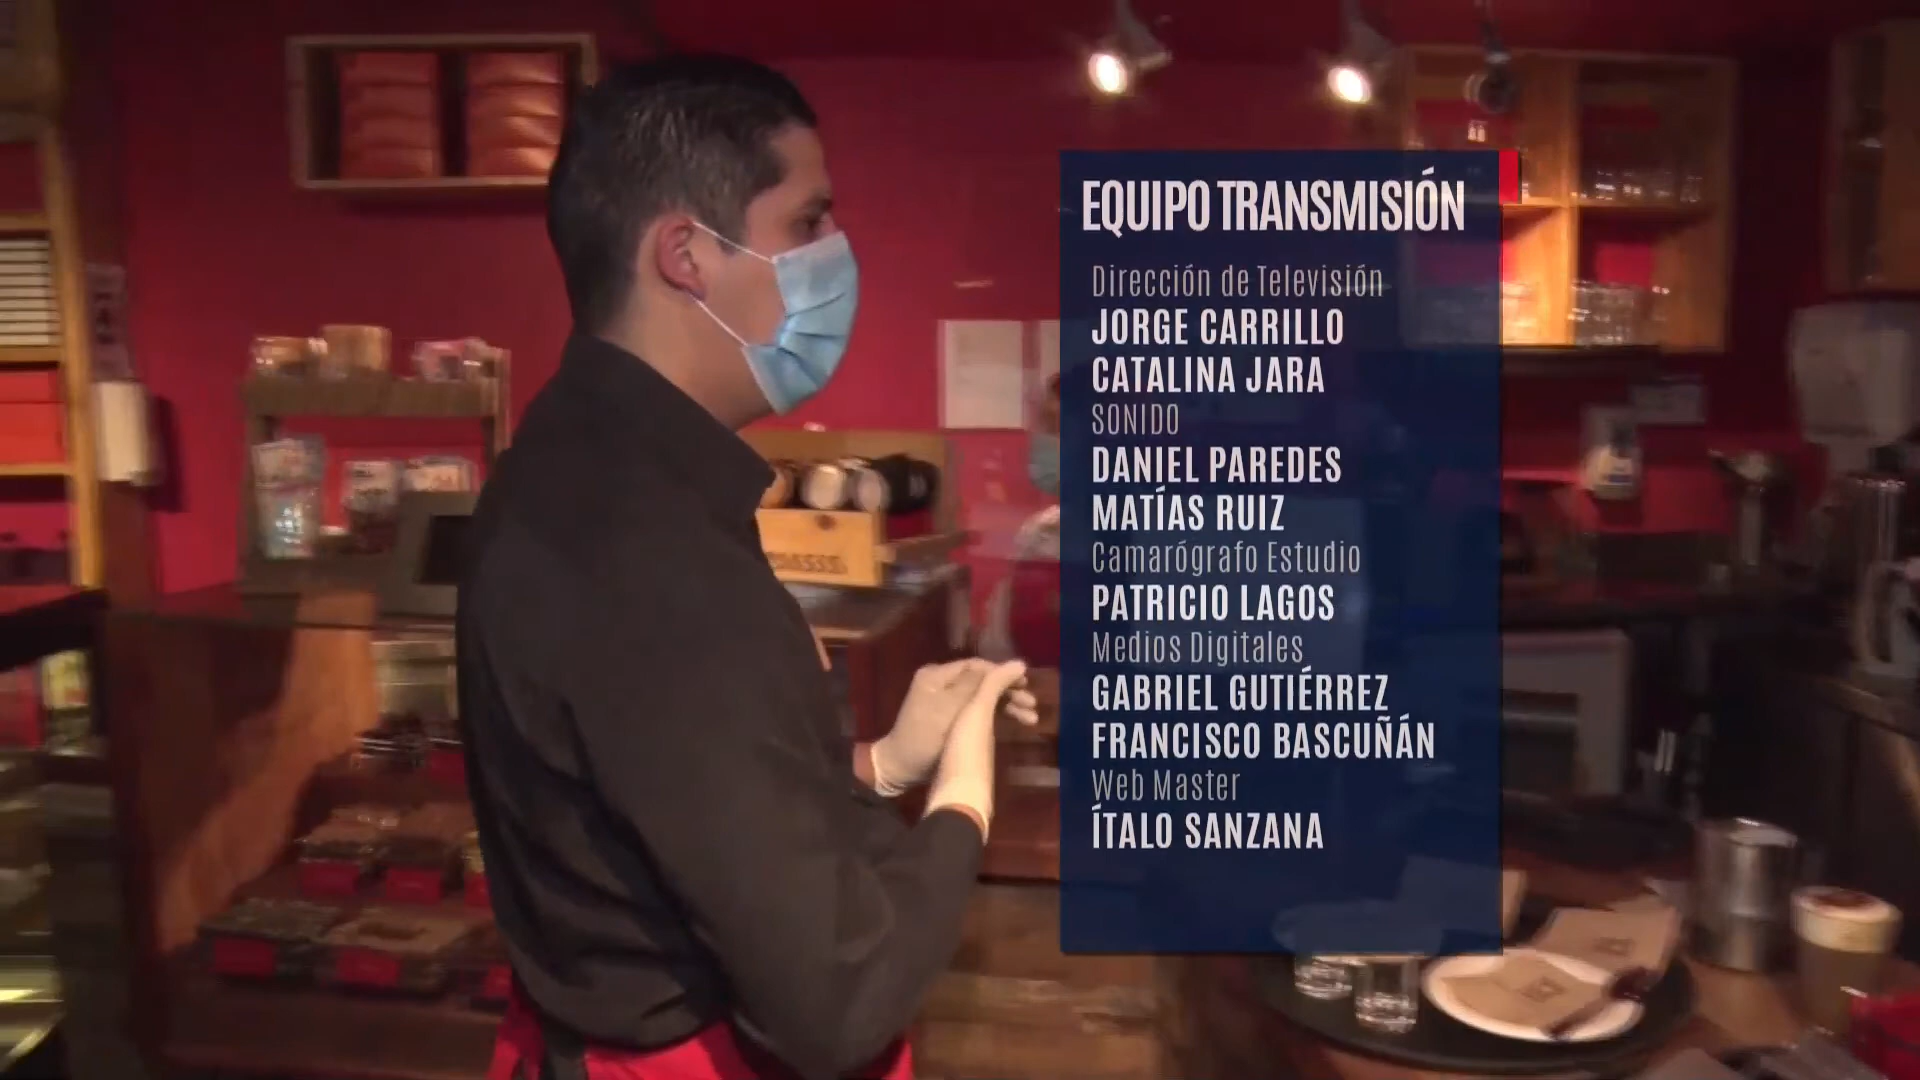 EQUIPO TRANSMISIÓN
Dirección de Televisión
JORGE CARRILLO
CATALINA JARA
SONIDO
DANIEL PAREDES
MATÍAS RUIZ
Camarógrafo Estudio
PATRICIO LAGOS
Medios Digitales
GABRIEL GUTIÉRREZ
FRANCISCO BASCUÑÁN
Web Master
ÍTALO SANZANA